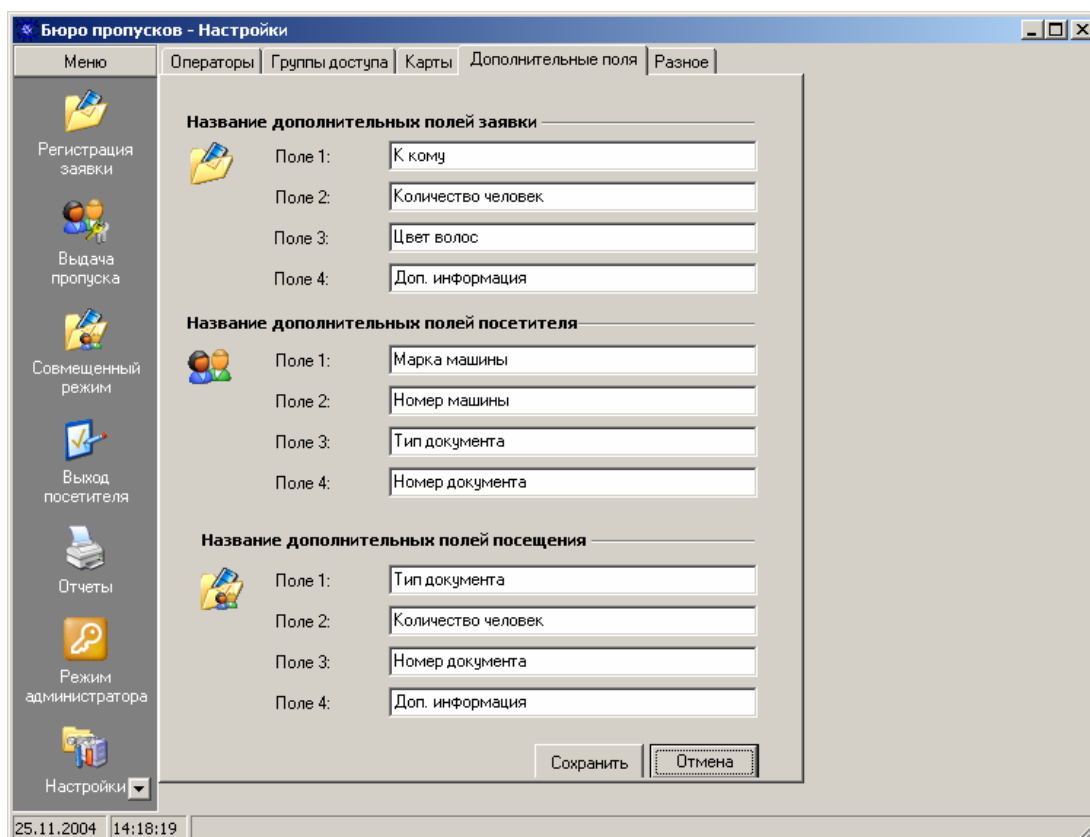 Бюро пропусков - Настройки
Меню
Операторы
Группы доступа
Карты
Дополнительные поля
Разное
Регистрация
заявки
Выдача
пропуска
Совмещенный
режим
Выход
посетителя
Отчеты
Режим
администратора
Настройки
Название дополнительных полей заявки
Поле 1: К кому
Поле 2: Количество человек
Поле 3: Цвет волос
Поле 4: Доп. информация
Название дополнительных полей посетителя
Поле 1: Марка машины
Поле 2: Номер машины
Поле 3: Тип документа
Поле 4: Номер документа
Название дополнительных полей посещения
Поле 1: Тип документа
Поле 2: Количество человек
Поле 3: Номер документа
Поле 4: Доп. информация
Сохранить
Отмена
25.11.2004
14:18:19